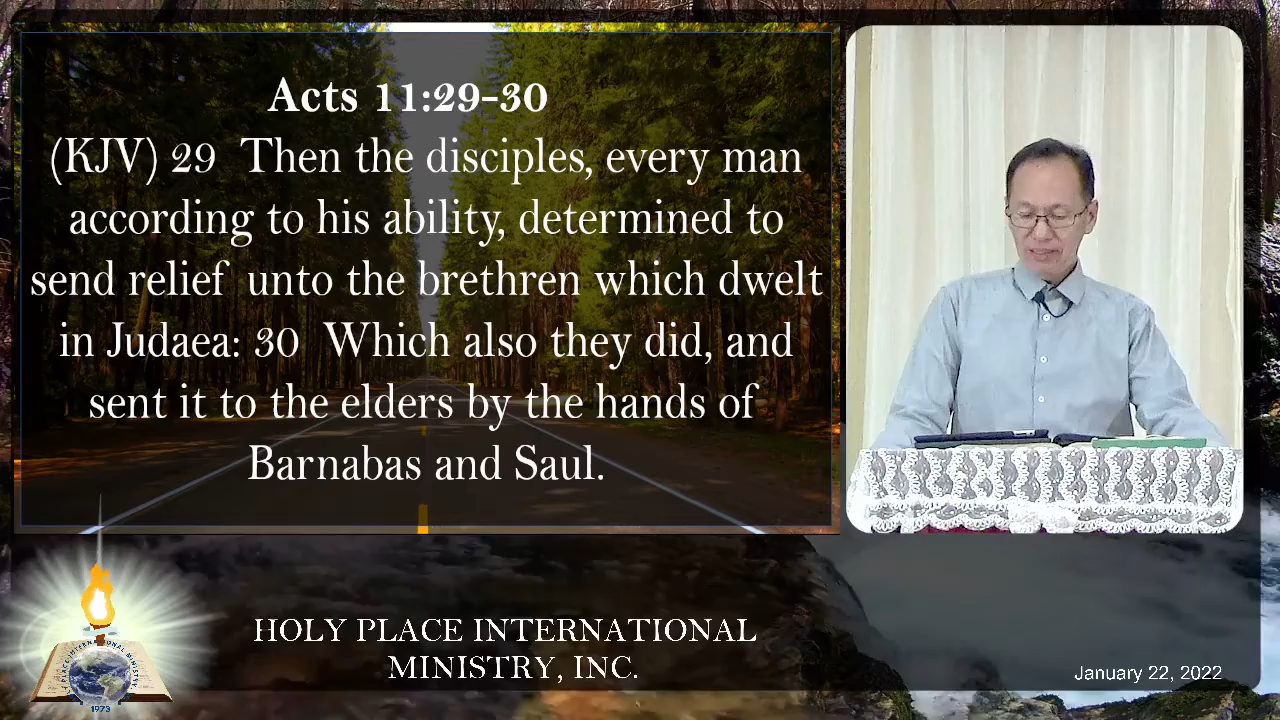 Acts 11:29-30
(KJV) 29 Then the disciples, every man
according to his ability, determined to
send relief unto the brethren which dwelt
in Judaea: 30 Which also they did, and
sent it to the elders by the hands of
Barnabas and Saul.
HOLY PLACE INTERNATIONAL
MINISTRY, INC.
January 22, 2022
1973